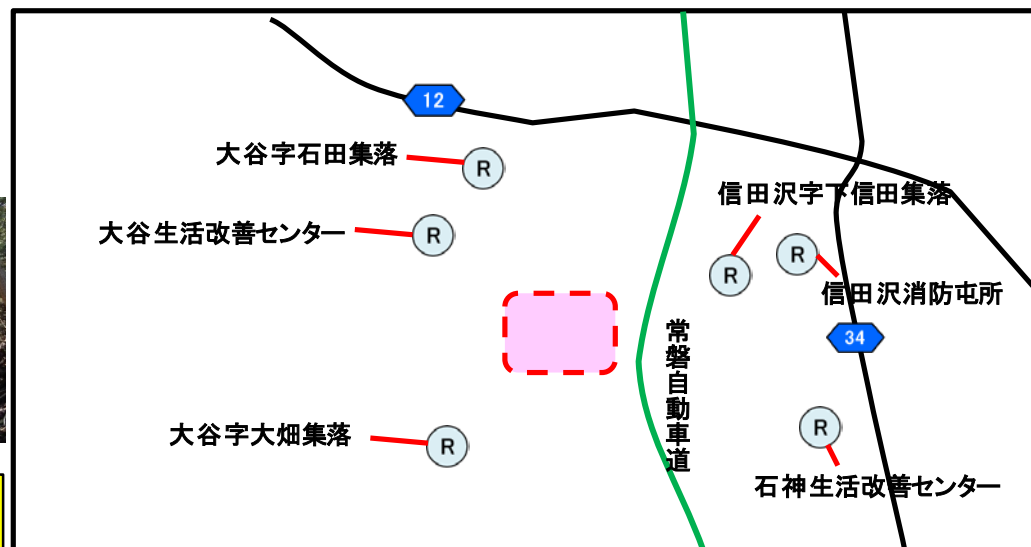 12
大谷字石田集落
R
信田沢字下信田集落
大谷生活改善センター
R
R
R
信田沢消防屯所
常磐自動車道
34
大谷字大畑集落
R
R
石神生活改善センター